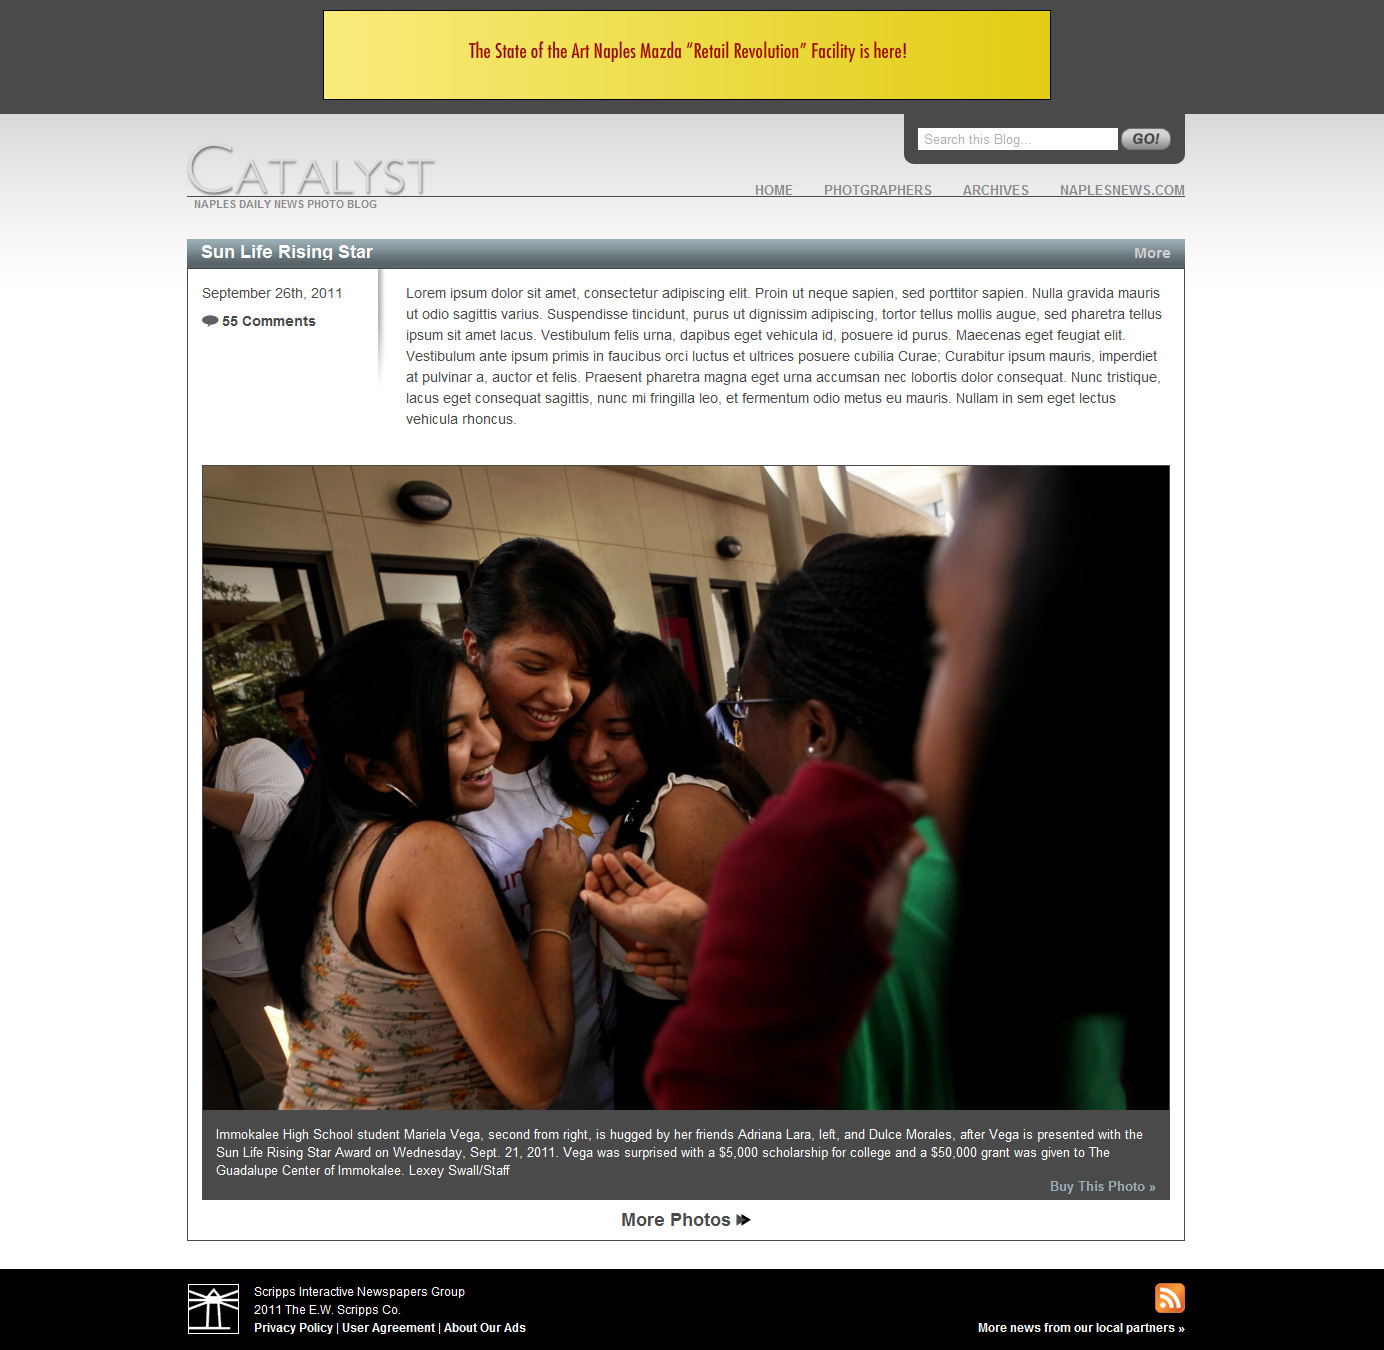 The State of the Art Naples Mazda “Retail Revolution” Facility is here!
Search this Blog...
GO!
CATALYST
HOME PHOTGRAPHERS ARCHIVES NAPLESNEWS.COM
NAPLES DAILY NEWS PHOTO BLOG
Sun Life Rising Star
More
September 26th, 2011
55 Comments
Lorem ipsum dolor sit amet, consectetur adipiscing elit. Proin ut neque sapien, sed porttitor sapien. Nulla gravida mauris
ut odio sagittis varius. Suspendisse tincidunt, purus ut dignissim adipiscing, tortor tellus mollis augue, sed pharetra tellus
ipsum sit amet lacus. Vestibulum felis urna, dapibus eget vehicula id, posuere id purus. Maecenas eget feugiat elit.
Vestibulum ante ipsum primis in faucibus orci luctus et ultrices posuere cubilia Curae; Curabitur ipsum mauris, imperdiet
at pulvinar a, auctor et felis. Praesent pharetra magna eget urna accumsan nec lobortis dolor consequat. Nunc tristique,
lacus eget consequat sagittis, nunc mi fringilla leo, et fermentum odio metus eu mauris. Nullam in sem eget lectus
vehicula rhoncus.
Immokalee High School student Mariela Vega, second from right, is hugged by her friends Adriana Lara, left, and Dulce Morales, after Vega is presented with the
Sun Life Rising Star Award on Wednesday, Sept. 21, 2011. Vega was surprised with a $5,000 scholarship for college and a $50,000 grant was given to The
Guadalupe Center of Immokalee. Lexey Swall/Staff
Buy This Photo »
More Photos
Scripps Interactive Newspapers Group
2011 The E.W. Scripps Co.
Privacy Policy | User Agreement | About Our Ads
More news from our local partners »